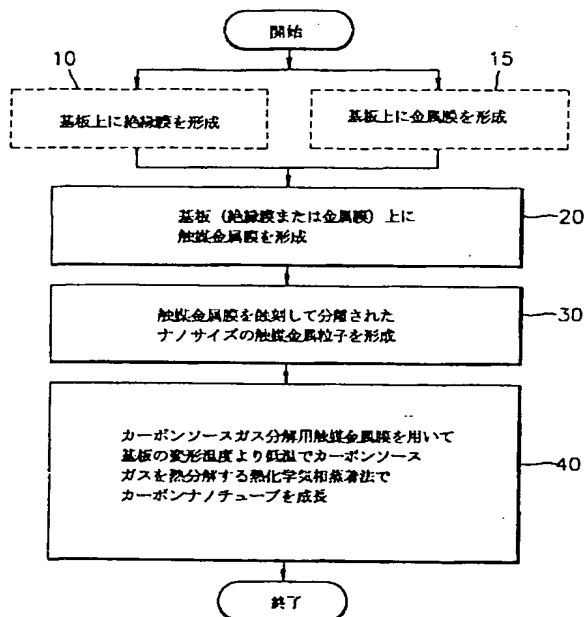 開始
10
15
基板上に絶縁膜を形成
基板上に金属膜を形成
基板（絶縁膜または金属膜）上に
触媒金属膜を形成
20
触媒金属膜を蝕刻して分離された
ナノサイズの触媒金属粒子を形成
30
カーボンソースガス分解用触媒金属膜を用いて
基板の変形温度より低温でカーボンソース
ガスを熱分解する熱化学気相蒸着法で
カーボンナノチューブを成長
40
終了